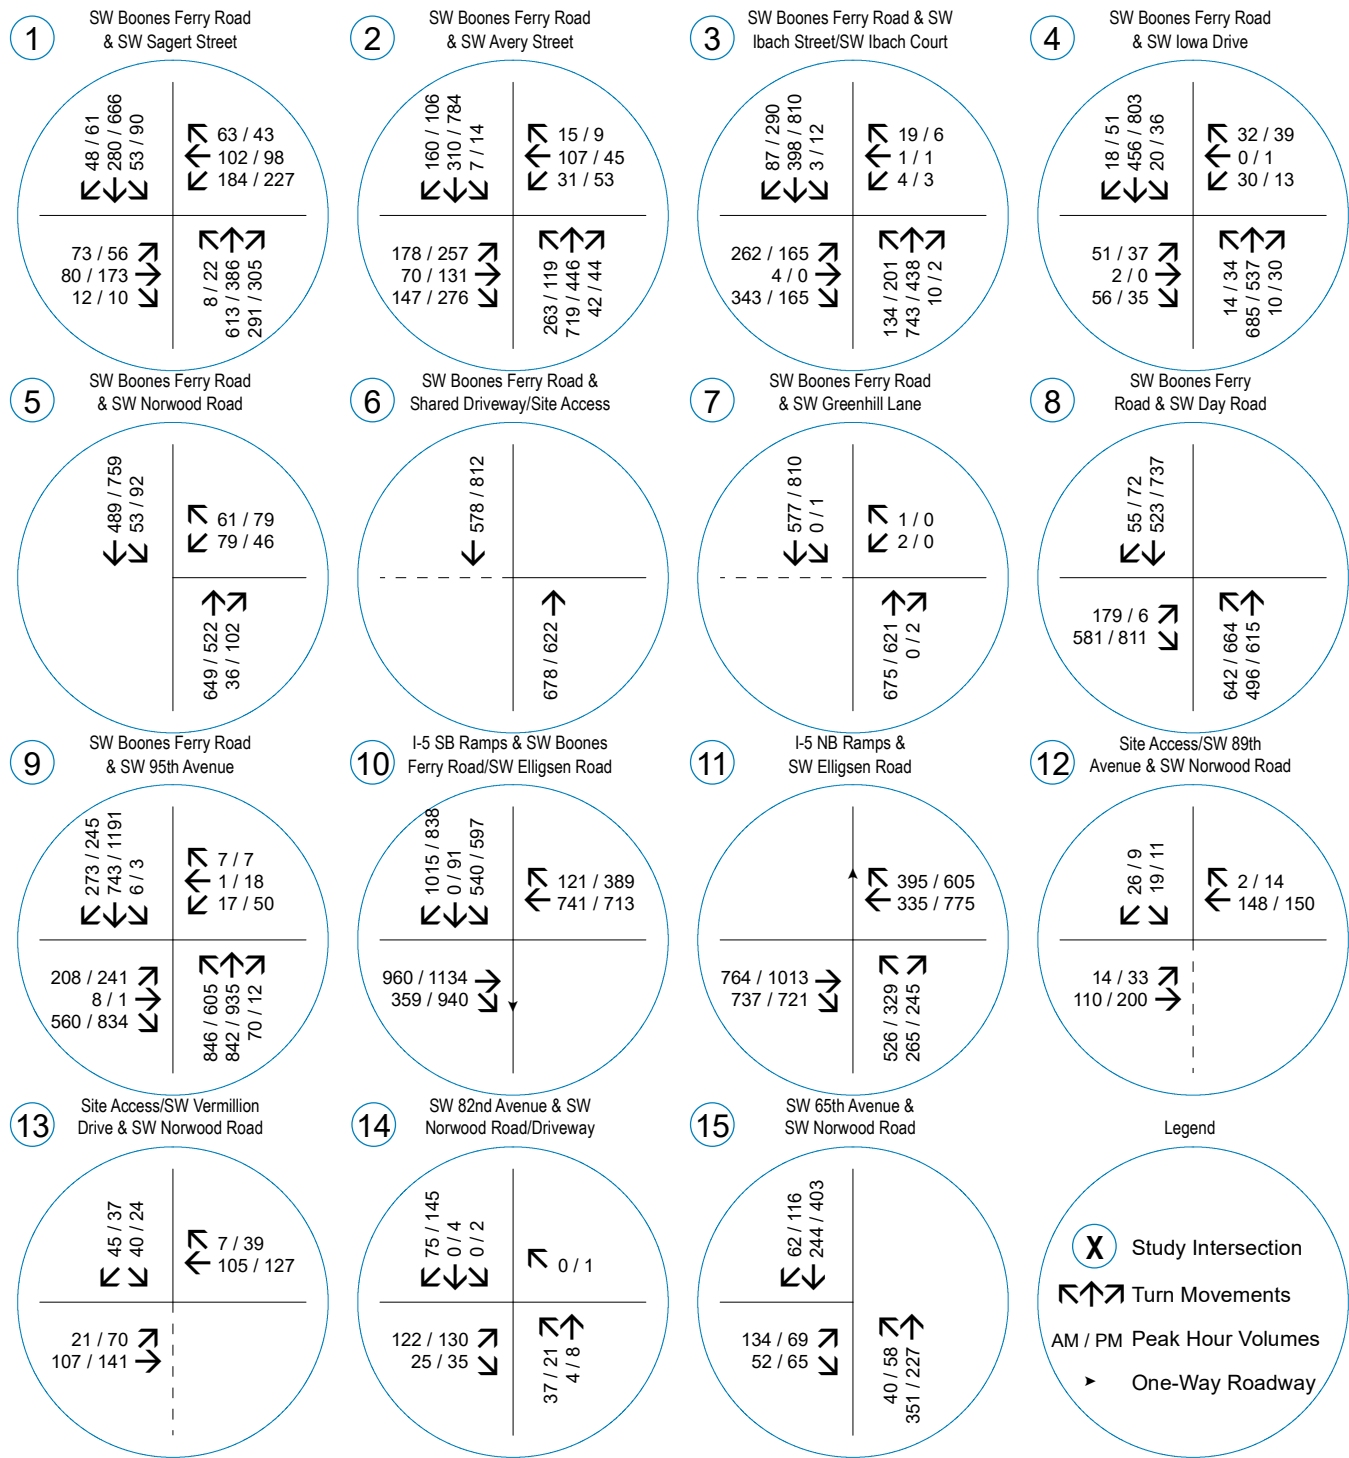 1
SW Boones Ferry Road
& SW Sagert Street
48 / 61
280 / 666
53 / 90
63 / 43
102 / 98
184 / 227
73 / 56
80 / 173
12 / 10
8 / 22
613 / 386
291 / 305
2
SW Boones Ferry Road
& SW Avery Street
160 / 106
310 / 784
7 / 14
15 / 9
107 / 45
31 / 53
178 / 257
70 / 131
147 / 276
263 / 119
719 / 446
42 / 44
3
SW Boones Ferry Road & SW
Ibach Street/SW Ibach Court
87 / 290
398 / 810
3 / 12
19 / 6
1 / 1
4 / 3
262 / 165
4 / 0
343 / 165
134 / 201
743 / 438
10 / 2
4
SW Boones Ferry Road
& SW Iowa Drive
18 / 51
456 / 803
20 / 36
32 / 39
0 / 1
30 / 13
51 / 37
2 / 0
56 / 35
14 / 34
685 / 537
10 / 30
5
SW Boones Ferry Road
& SW Norwood Road
489 / 759
53 / 92
61 / 79
79 / 46
649 / 522
36 / 102
6
SW Boones Ferry Road &
Shared Driveway/Site Access
578 / 812
678 / 622
7
SW Boones Ferry Road
& SW Greenhill Lane
577 / 810
0 / 1
1 / 0
2 / 0
675 / 621
0 / 2
8
SW Boones Ferry
Road & SW Day Road
55 / 72
523 / 737
179 / 6
581 / 811
642 / 664
496 / 615
9
SW Boones Ferry Road
& SW 95th Avenue
273 / 245
743 / 1191
6 / 3
7 / 7
1 / 18
17 / 50
208 / 241
8 / 1
560 / 834
846 / 605
842 / 935
70 / 12
10
I-5 SB Ramps & SW Boones
Ferry Road/SW Elligsen Road
1015 / 838
0 / 91
540 / 597
121 / 389
741 / 713
960 / 1134
359 / 940
11
I-5 NB Ramps &
SW Elligsen Road
395 / 605
335 / 775
764 / 1013
737 / 721
526 / 329
265 / 245
12
Site Access/SW 89th
Avenue & SW Norwood Road
26 / 9
19 / 11
2 / 14
148 / 150
14 / 33
110 / 200
13
Site Access/SW Vermillion
Drive & SW Norwood Road
45 / 37
40 / 24
7 / 39
105 / 127
21 / 70
107 / 141
14
SW 82nd Avenue & SW
Norwood Road/Driveway
75 / 145
0 / 4
0 / 2
0 / 1
122 / 130
25 / 35
37 / 21
4 / 8
15
SW 65th Avenue &
SW Norwood Road
62 / 116
244 / 403
134 / 69
52 / 65
40 / 58
351 / 227
Legend
X Study Intersection
Turn Movements
AM / PM Peak Hour Volumes
One-Way Roadway